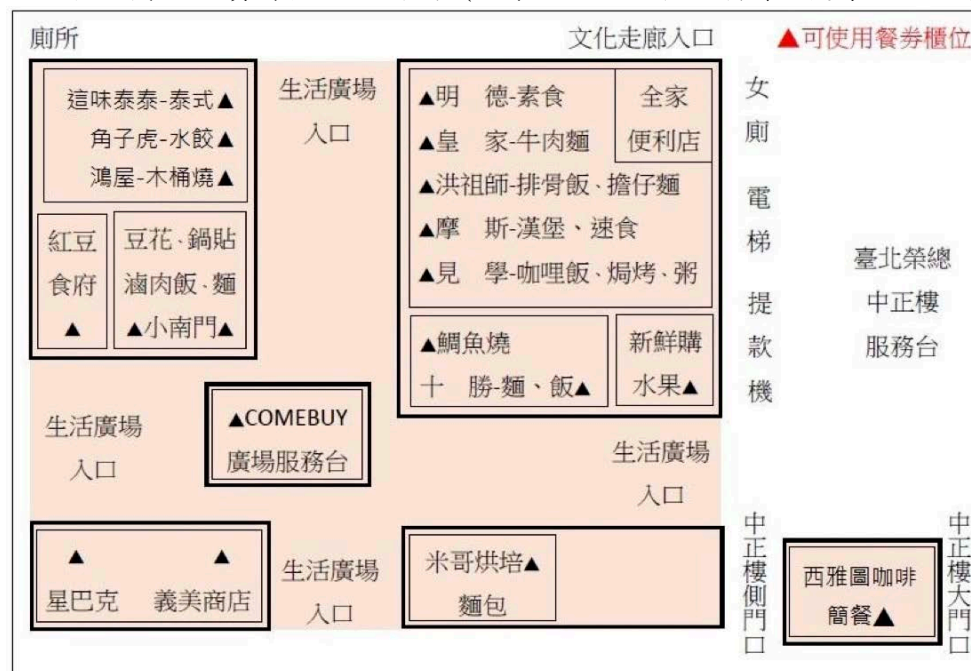 廁所
文化走廊入口
▲可使用餐券櫃位
這味泰泰-泰式▲
角子虎-水餃▲
鴻屋-木桶燒▲
生活廣場
入口
▲明 德-素食
▲皇 家-牛肉麵
▲洪祖師-排骨飯、擔仔麵
▲摩 斯-漢堡、速食
▲見 學-咖哩飯、焗烤、粥
全家
便利店
女廁
電梯
提款機
臺北榮總
中正樓
服務台
紅豆
食府
▲
豆花、鍋貼
滷肉飯、麵
▲小南門▲
▲鯛魚燒
十 勝-麵、飯▲
新鮮購
水果▲
生活廣場
入口
▲COMEBUY
廣場服務台
生活廣場
入口
▲
星巴克
▲
義美商店
生活廣場
入口
米哥烘培▲
麵包
中正樓側門口
西雅圖咖啡
簡餐▲
中正樓大門口